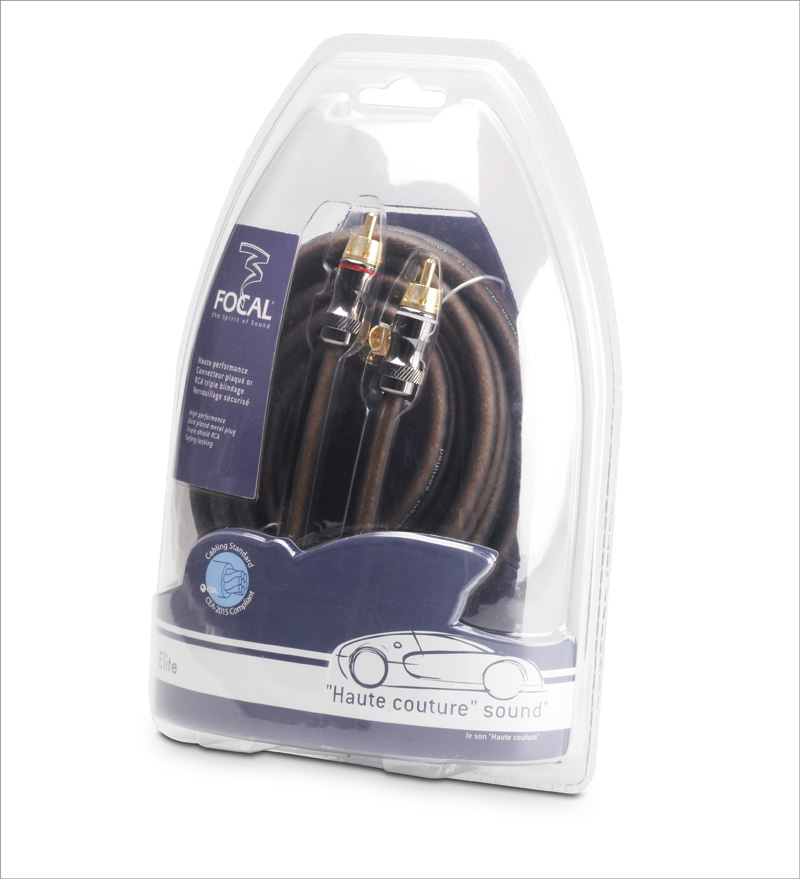 FOCAL®
the Spirit of Sound
Haute performance
Connecteur plaqué or
RCA triple blindage
Verrouillage sécurisé
High performance
Gold plated metal plug
Triple shield RCA
Safety locking
certified
Cabling Standard
CEA
CEA 2015 Compliant
Elite
"Haute couture" sound"
le son "Haute couture"